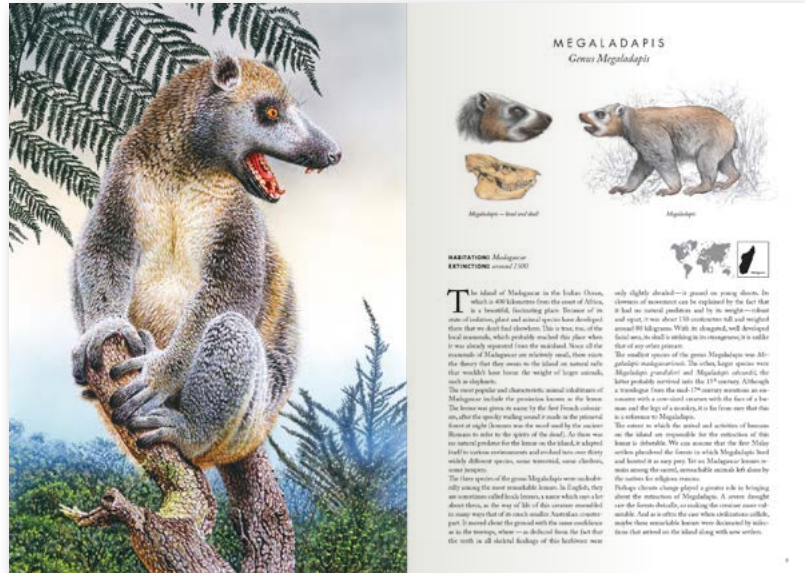 MEGALADAPIS
Genus Megaladapis
Megaladapis — head and skull
Megaladapis
HABITATION: Madagascar
EXTINCTION: around 1500
The island of Madagascar in the Indian Ocean,
which is 400 kilometres from the coast of Africa,
is a beautiful, fascinating place. Because of its
state of isolation, plant and animal species have developed
there that we don't find elsewhere. This is true, too, of the
local mammals, which probably reached this place when
it was already separated from the mainland. Since all the
mammals of Madagascar are relatively small, there exists
the theory that they swam to the island on natural rafts
that wouldn't have borne the weight of larger animals,
such as elephants.
The most popular and characteristic animal inhabitants of
Madagascar include the prosimian known as the lemur.
The lemur was given its name by the first French colonis-
ers, after the spooky wailing sound it made in the primeval
forest at night (lemures was the word used by the ancient
Romans to refer to the spirits of the dead). As there was
no natural predator for the lemur on the island, it adapted
itself to various environments and evolved into over thirty
widely different species, some terrestrial, some climbers,
some jumpers.
The three species of the genus Megaladapis were undoubt-
edly among the most remarkable lemurs. In English, they
are sometimes called koala lemurs, a name which says a lot
about them, as the way of life of this creature resembled
in many ways that of its much smaller Australian counter-
part. It moved about the ground with the same confidence
as in the treetops, where — as deduced from the fact that
the teeth in all skeletal findings of this herbivore were
only slightly abraded — it grazed on young shoots. Its
slowness of movement can be explained by the fact that
it had no natural predators and by its weight — robust
and squat, it was about 150 centimetres tall and weighed
around 80 kilograms. With its elongated, well developed
facial area, its skull is striking in its strangeness; it is unlike
that of any other primate.
The smallest species of the genus Megaladapis was Me-
galadapis madagascariensis. The other, larger species were
Megaladapis grandidieri and Megaladapis edwardsi; the
latter probably survived into the 15th century. Although
a travelogue from the mid-17th century mentions an en-
counter with a cow-sized creature with the face of a hu-
man and the legs of a monkey, it is far from sure that this
is a reference to Megaladapis.
The extent to which the arrival and activities of humans
on the island are responsible for the extinction of this
lemur is debatable. We can assume that the first Malay
settlers plundered the forests in which Megaladapis lived
and hunted it as easy prey. Yet on Madagascar lemurs re-
main among the sacred, untouchable animals left alone by
the natives for religious reasons.
Perhaps climate change played a greater role in bringing
about the extinction of Megaladapis. A severe drought
saw the forests thinly, so making the creature more vul-
nerable. And as is often the case when civilizations collide,
maybe these remarkable lemurs were decimated by infec-
tions that arrived on the island along with new settlers.